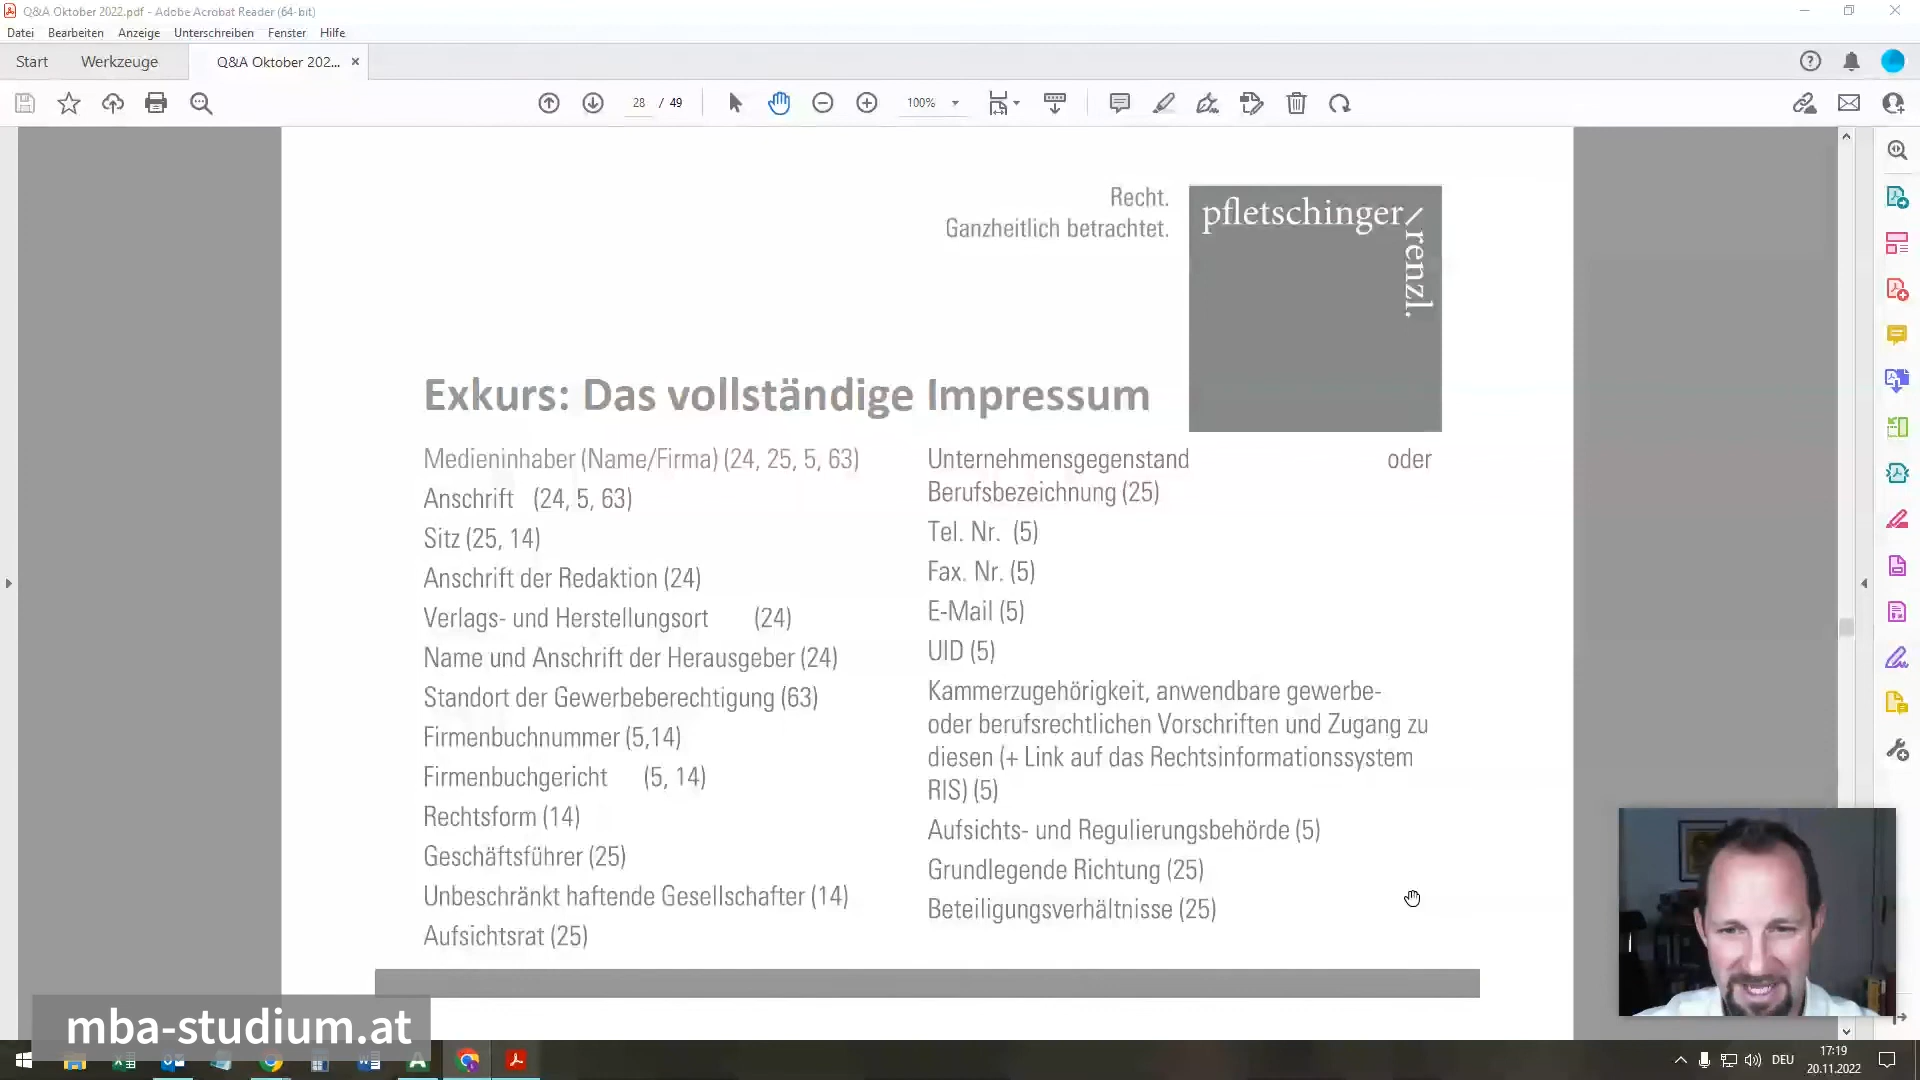 Q&A Oktober 2022.pdf - Adobe Acrobat Reader (64-bit)
Datei Bearbeiten Anzeige Unterschreiben Fenster Hilfe
Start Werkzeuge Q&A Oktober 202... ×
28 / 49 100%
Recht.
Ganzheitlich betrachtet.
pfletschinger/
renzl.
Exkurs: Das vollständige Impressum
Medieninhaber (Name/Firma) (24, 25, 5, 63)
Anschrift (24, 5, 63)
Sitz (25, 14)
Anschrift der Redaktion (24)
Verlags- und Herstellungsort (24)
Name und Anschrift der Herausgeber (24)
Standort der Gewerbeberechtigung (63)
Firmenbuchnummer (5,14)
Firmenbuchgericht (5, 14)
Rechtsform (14)
Geschäftsführer (25)
Unbeschränkt haftende Gesellschafter (14)
Aufsichtsrat (25)
Unternehmensgegenstand oder
Berufsbezeichnung (25)
Tel. Nr. (5)
Fax. Nr. (5)
E-Mail (5)
UID (5)
Kammerzugehörigkeit, anwendbare gewerbe-
oder berufsrechtlichen Vorschriften und Zugang zu
diesen (+ Link auf das Rechtsinformationssystem
RIS) (5)
Aufsichts- und Regulierungsbehörde (5)
Grundlegende Richtung (25)
Beteiligungsverhältnisse (25)
mba-studium.at
DEU
17:19
20.11.2022